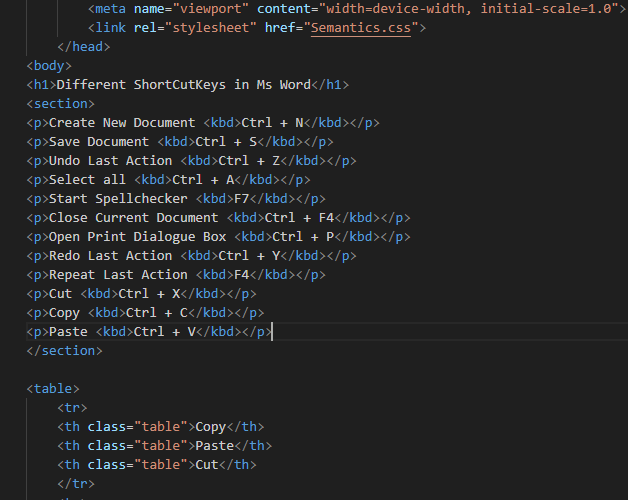 <meta name="viewport" content="width=device-width, initial-scale=1.0">
<link rel="stylesheet" href="Semantics.css">
</head>
<body>
<h1>Different ShortCutKeys in Ms Word</h1>
<section>
<p>Create New Document <kbd>Ctrl + N</kbd></p>
<p>Save Document <kbd>Ctrl + S</kbd></p>
<p>Undo Last Action <kbd>Ctrl + Z</kbd></p>
<p>Select all <kbd>Ctrl + A</kbd></p>
<p>Start Spellchecker <kbd>F7</kbd></p>
<p>Close Current Document <kbd>Ctrl + F4</kbd></p>
<p>Open Print Dialogue Box <kbd>Ctrl + P</kbd></p>
<p>Redo Last Action <kbd>Ctrl + Y</kbd></p>
<p>Repeat Last Action <kbd>F4</kbd></p>
<p>Cut <kbd>Ctrl + X</kbd></p>
<p>Copy <kbd>Ctrl + C</kbd></p>
<p>Paste <kbd>Ctrl + V</kbd></p>
</section>
<table>
<tr>
<th class="table">Copy</th>
<th class="table">Paste</th>
<th class="table">Cut</th>
</tr>